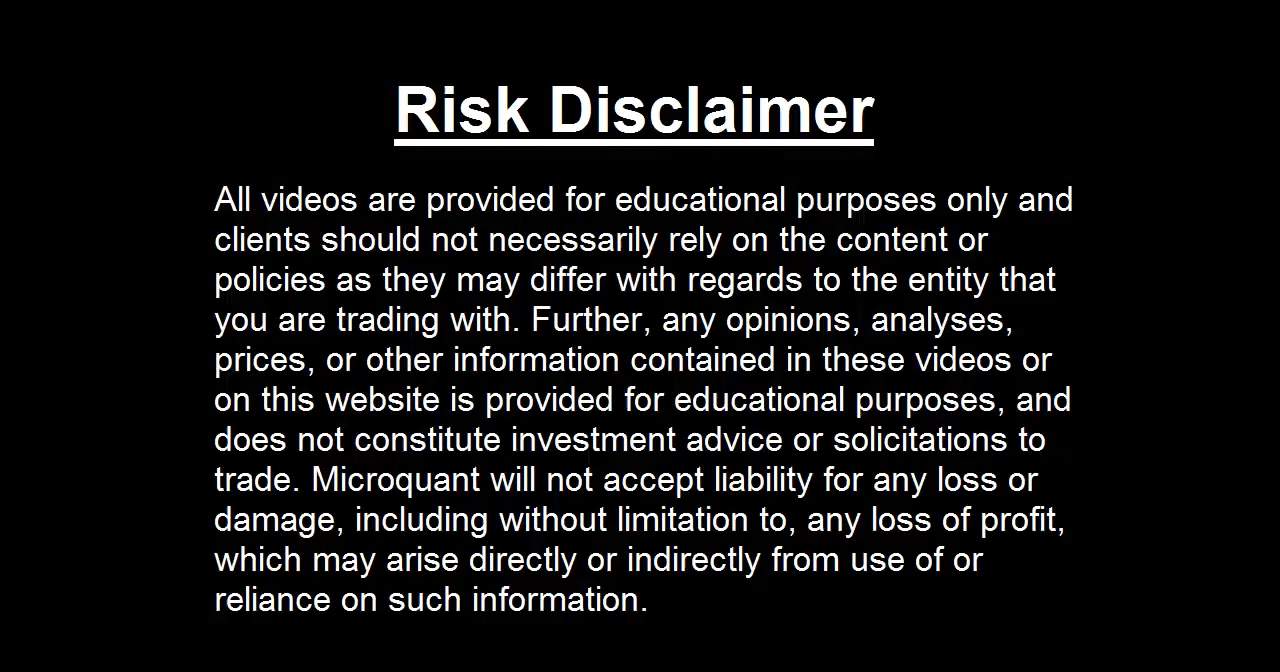 Risk Disclaimer
All videos are provided for educational purposes only and
clients should not necessarily rely on the content or
policies as they may differ with regards to the entity that
you are trading with. Further, any opinions, analyses,
prices, or other information contained in these videos or
on this website is provided for educational purposes, and
does not constitute investment advice or solicitations to
trade. Microquant will not accept liability for any loss or
damage, including without limitation to, any loss of profit,
which may arise directly or indirectly from use of or
reliance on such information.